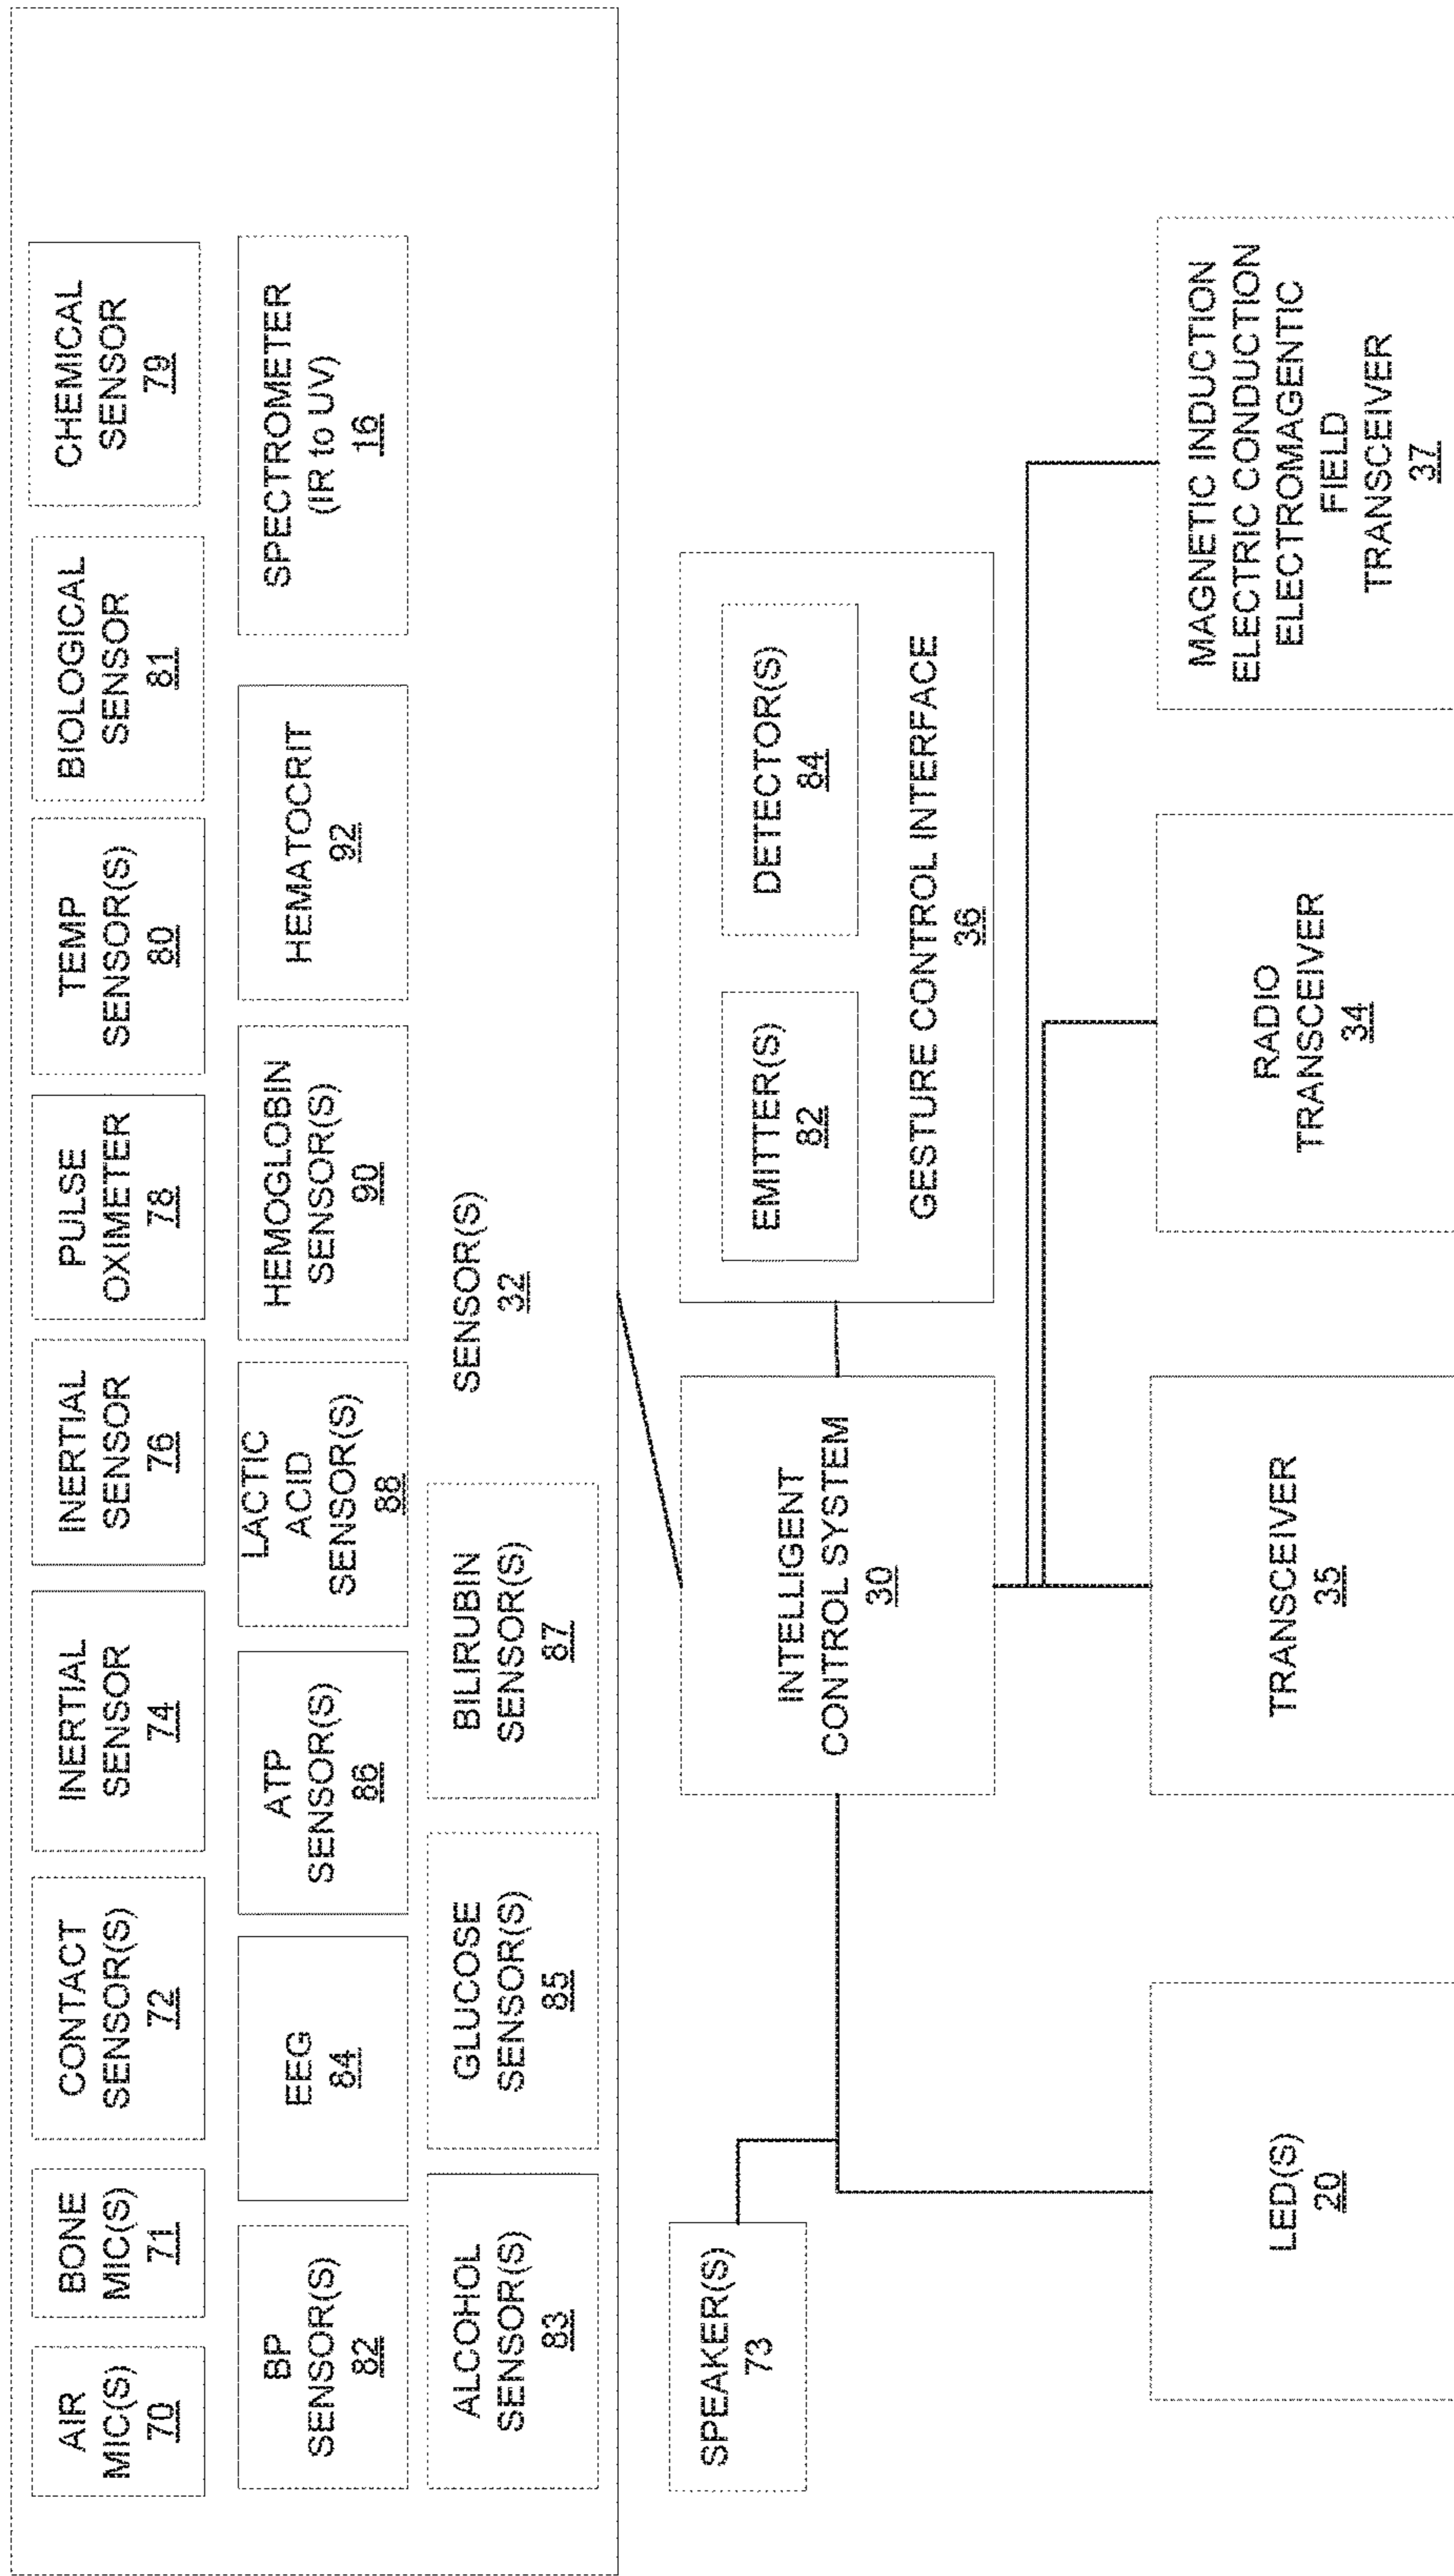 AIR
MIC(S)
70
BONE
MIC(S)
71
CONTACT
SENSOR(S)
72
INERTIAL
SENSOR
74
INERTIAL
SENSOR
76
PULSE
OXIMETER
78
TEMP
SENSOR(S)
80
BIOLOGICAL
SENSOR
81
CHEMICAL
SENSOR
79
BP
SENSOR(S)
82
EEG
84
ATP
SENSOR(S)
86
LACTIC
ACID
SENSOR(S)
88
HEMOGLOBIN
SENSOR(S)
90
HEMATOCRIT
92
SPECTROMETER
(IR to UV)
16
ALCOHOL
SENSOR(S)
83
GLUCOSE
SENSOR(S)
85
BILIRUBIN
SENSOR(S)
87
SENSOR(S)
32
SPEAKER(S)
73
INTELLIGENT
CONTROL SYSTEM
30
EMITTER(S)
82
DETECTOR(S)
84
GESTURE CONTROL INTERFACE
36
LED(S)
20
TRANSCEIVER
35
RADIO
TRANSCEIVER
34
MAGNETIC INDUCTION
ELECTRIC CONDUCTION
ELECTROMAGENTIC
FIELD
TRANSCEIVER
37